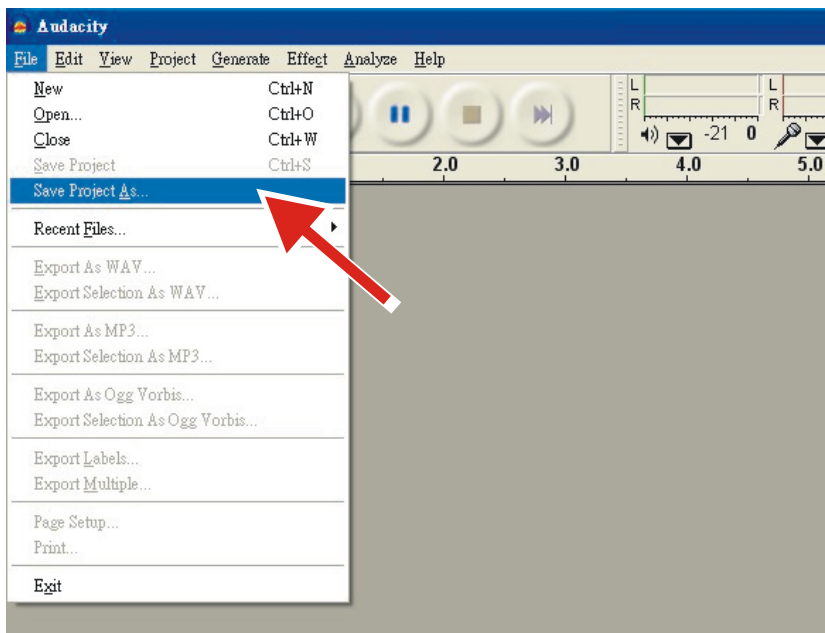 Audacity
File Edit View Project Generate Effect Analyze Help
New Ctrl+N
Open... Ctrl+O
Close Ctrl+W
Save Project Ctrl+S
Save Project As...
Recent Files...
Export As WAV...
Export Selection As WAV...
Export As MP3...
Export Selection As MP3...
Export As Ogg Vorbis...
Export Selection As Ogg Vorbis...
Export Labels...
Export Multiple...
Page Setup...
Print...
Exit
L L
R R
-21 0
2.0 3.0 4.0 5.0